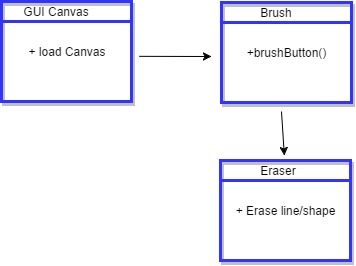 GUI Canvas
+ load Canvas
Brush
+brushButton()
Eraser
+ Erase line/shape